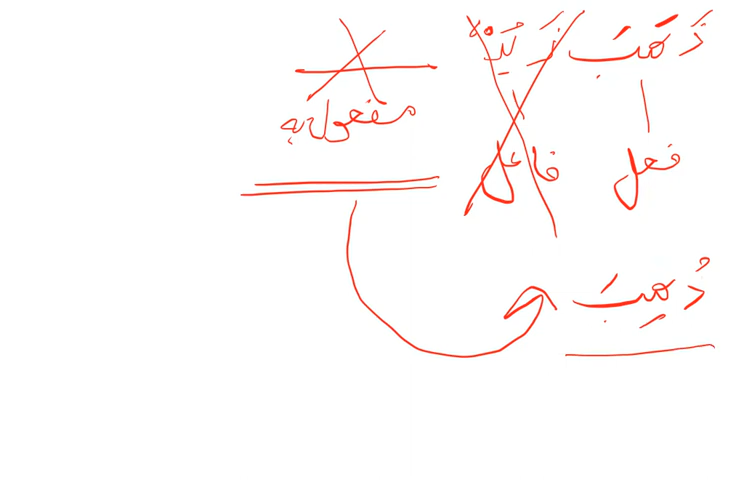 ذَهَبَ زَيْدٌ
مفعول به
فعل فاعل
ذُهِبَ